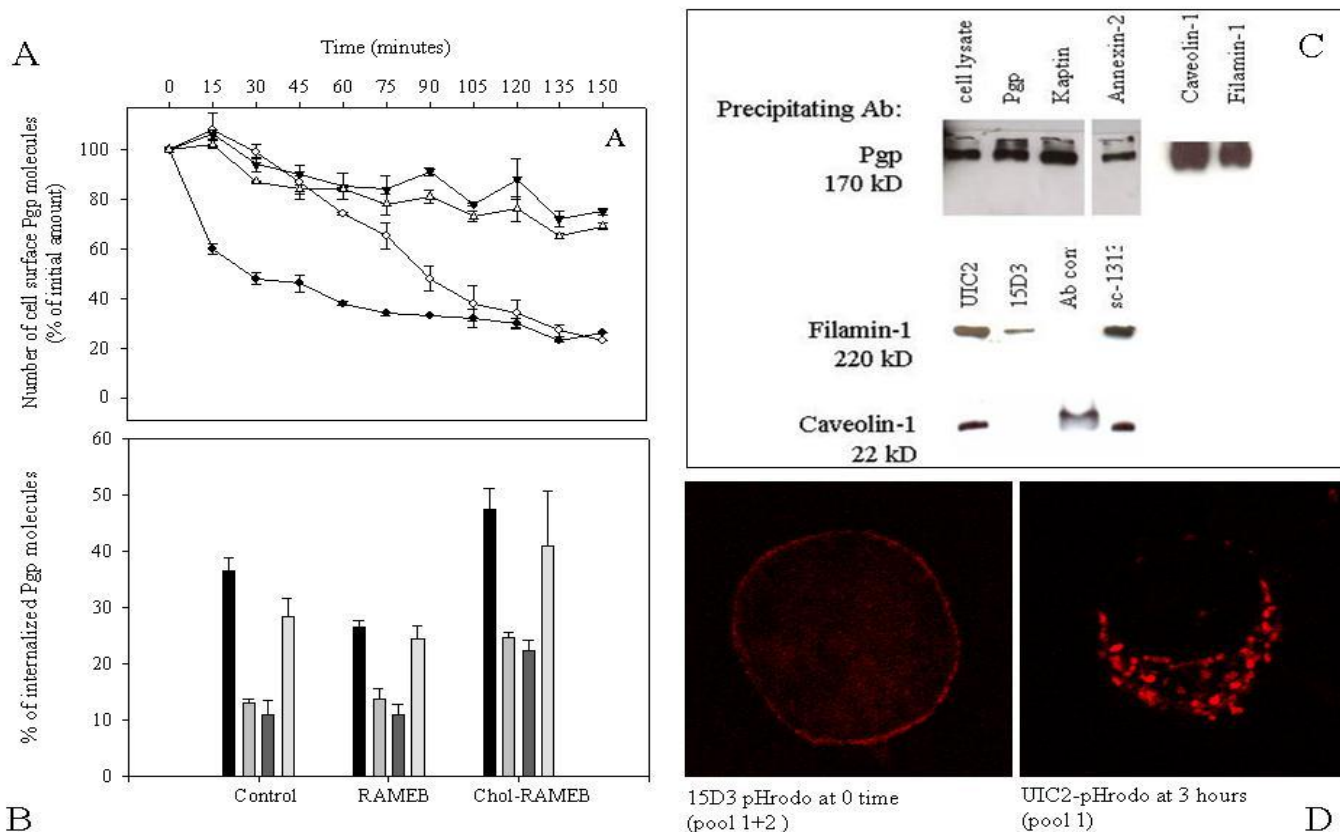 A
Time (minutes)
0 15 30 45 60 75 90 105 120 135 150
A
100
80
60
40
20
0
Number of cell surface Pgp molecules
(% of initial amount)
60
50
40
30
20
10
0
% of internalized Pgp molecules
Control RAMEB Chol-RAMEB
B
C
Precipitating Ab:
cell lysate
Pgp
Kaptin
Annexin-2
Caveolin-1
Filamin-1
Pgp
170 kD
UIC2
15D3
Ab con
Filamin-1
220 kD
Caveolin-1
22 kD
15D3 pHrodo at 0 time
(pool 1+2 )
UIC2-pHrodo at 3 hours
(pool 1)
D